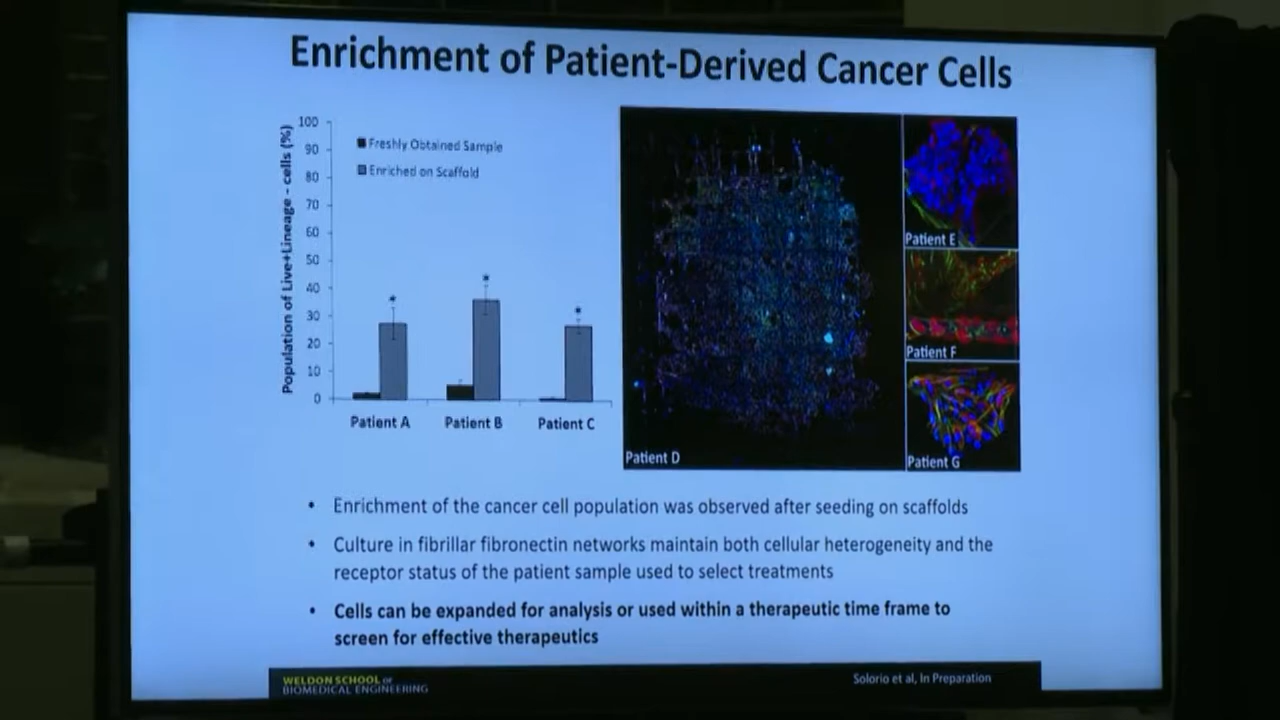 Enrichment of Patient-Derived Cancer Cells
Population of Live+Lineage - cells (%)
100
90
80
70
60
50
40
30
20
10
0
Freshly Obtained Sample
Enriched on Scaffold
*
*
*
Patient A
Patient B
Patient C
Patient D
Patient E
Patient F
Patient G
• Enrichment of the cancer cell population was observed after seeding on scaffolds
• Culture in fibrillar fibronectin networks maintain both cellular heterogeneity and the
receptor status of the patient sample used to select treatments
• Cells can be expanded for analysis or used within a therapeutic time frame to
screen for effective therapeutics
WELDON SCHOOL OF
BIOMEDICAL ENGINEERING
Solorio et al, In Preparation